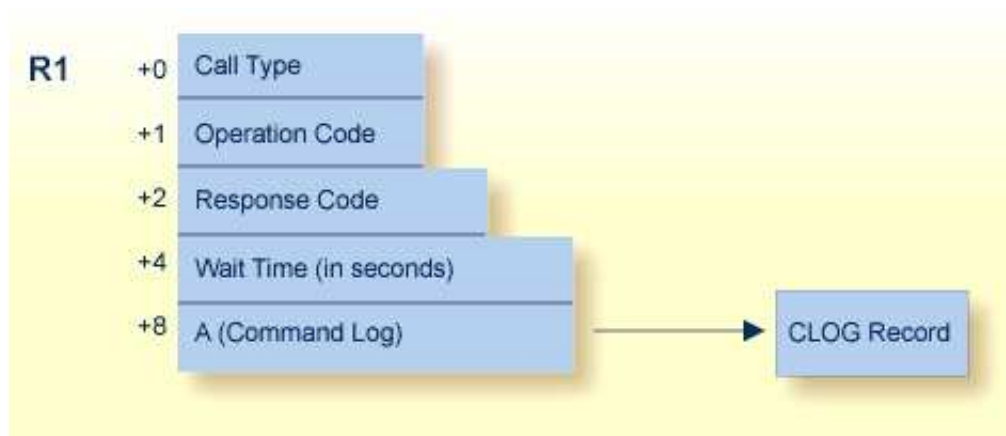 R1 +0 Call Type
+1 Operation Code
+2 Response Code
+4 Wait Time (in seconds)
+8 A (Command Log) CLOG Record